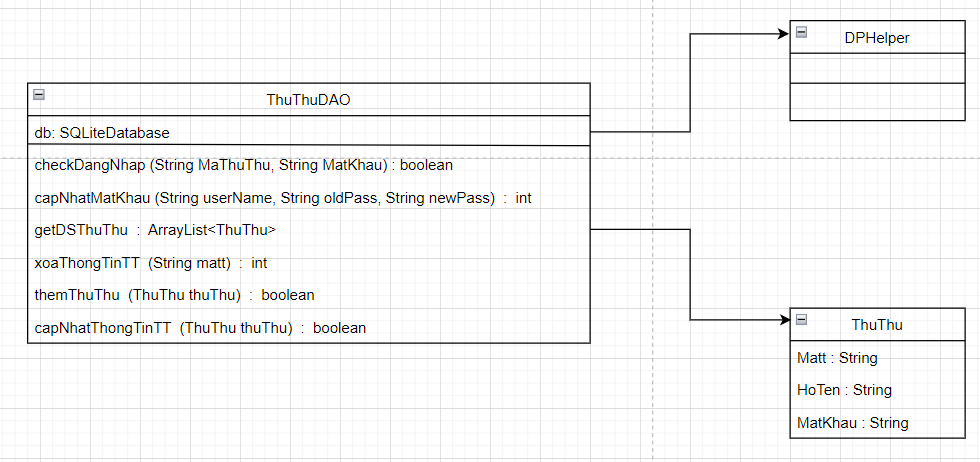 DPHelper
ThuThuDAO
db: SQLiteDatabase
checkDangNhap (String MaThuThu, String MatKhau) : boolean
capNhatMatKhau (String userName, String oldPass, String newPass) : int
getDSThuThu : ArrayList<ThuThu>
xoaThongTinTT (String matt) : int
themThuThu (ThuThu thuThu) : boolean
capNhatThongTinTT (ThuThu thuThu) : boolean
ThuThu
Matt : String
HoTen : String
MatKhau : String